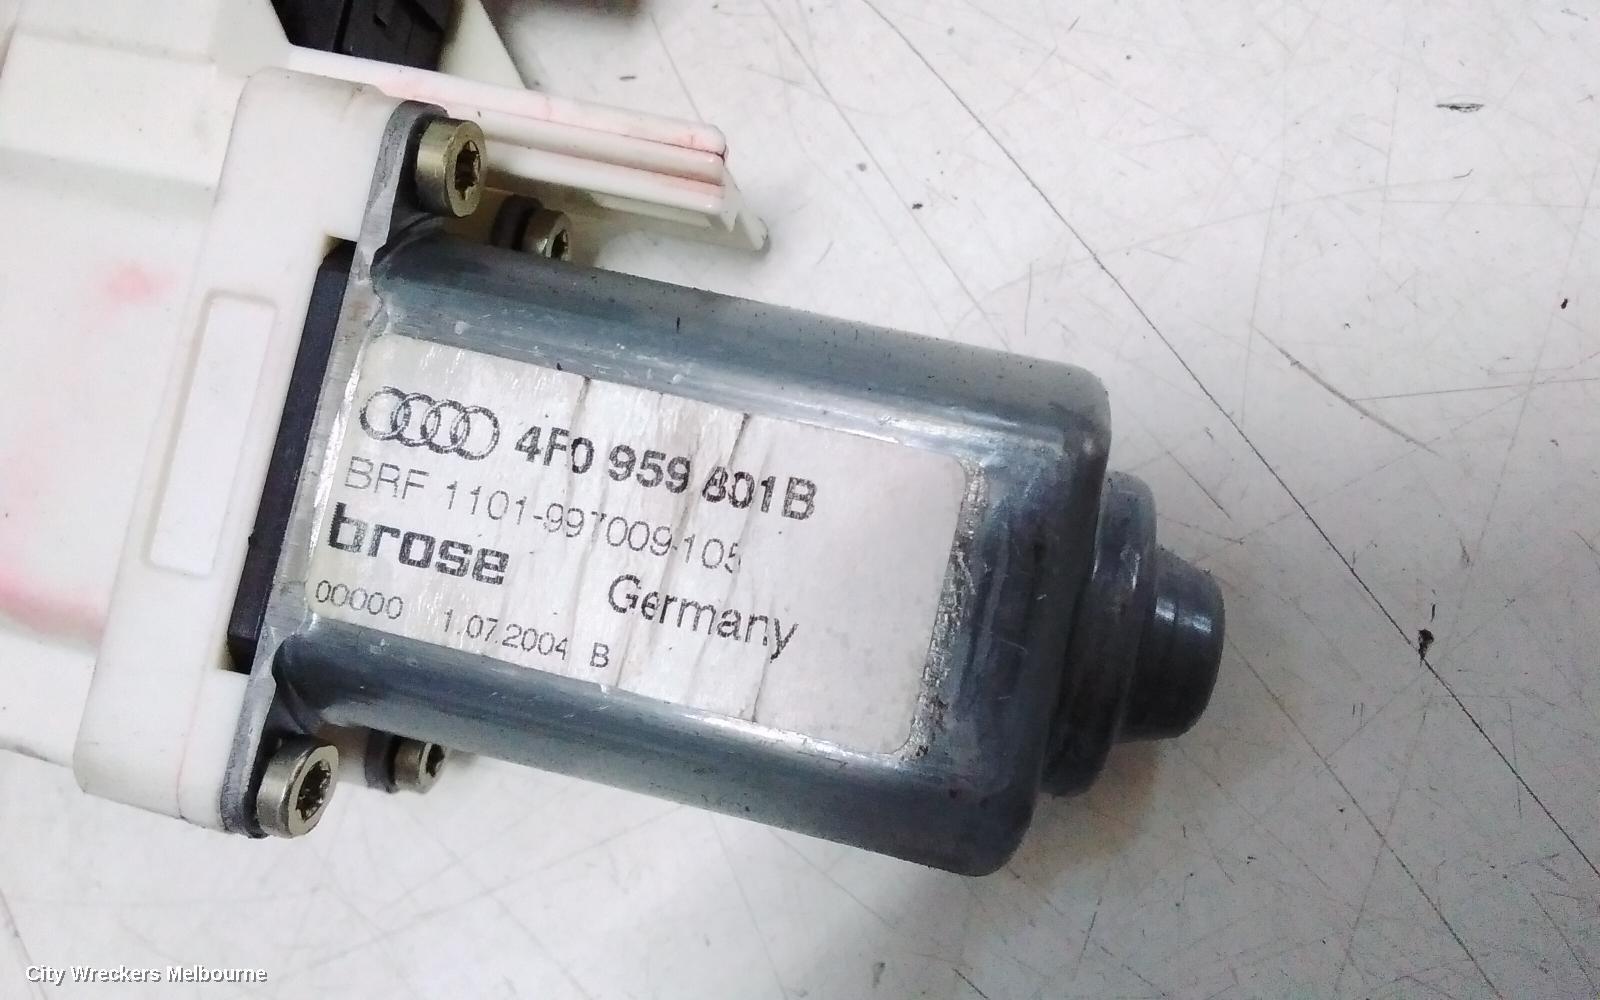 4F0 959 801B
BRF 1101-997009-105
brose
Germany
00000 1.07.2004 B
City Wreckers Melbourne